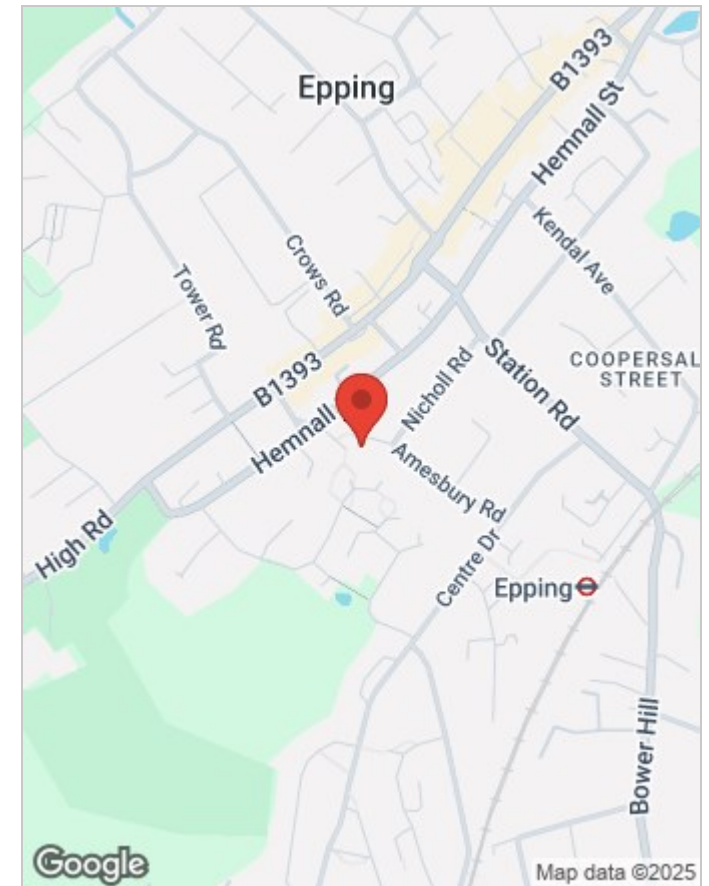 Epping
B1393
Hemnall St
Kendal Ave
Crows Rd
Tower Rd
COOPERSAL
STREET
Station Rd
Nicholl Rd
B1393
Hemnall
Amesbury Rd
High Rd
Centre Dr
Epping
Bower Hill
Google
Map data ©2025